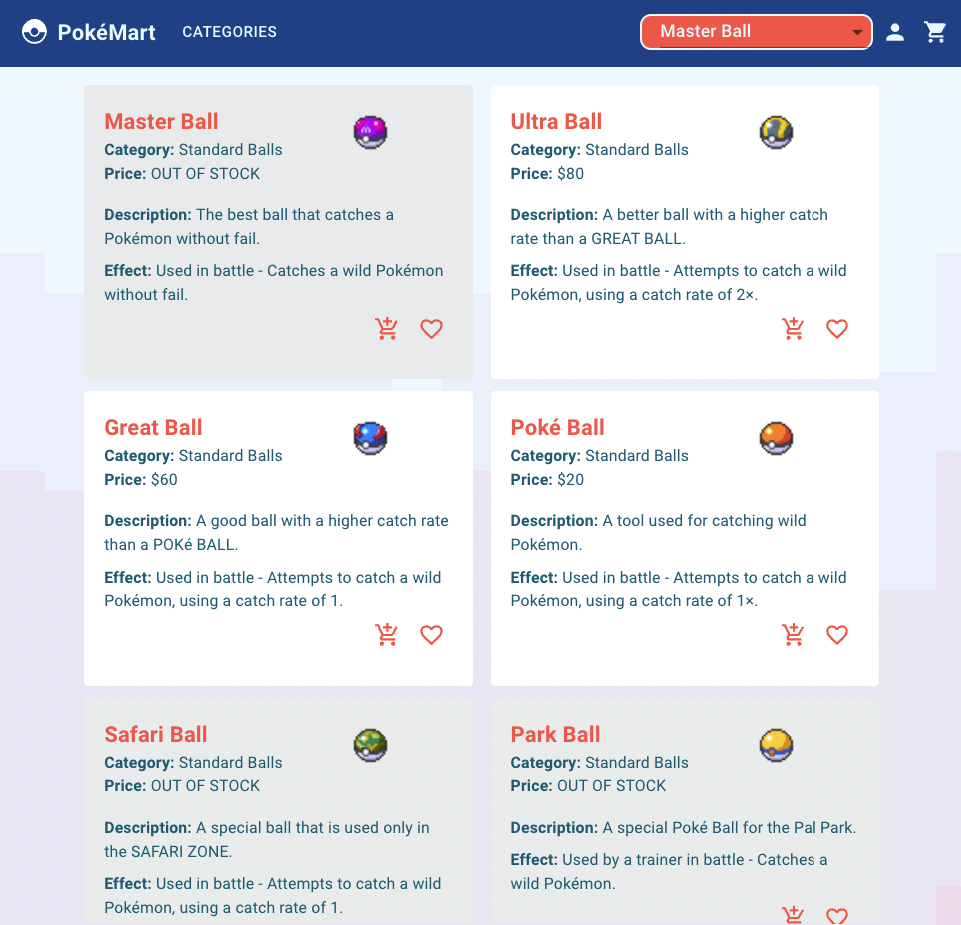 PokéMart
CATEGORIES
Master Ball
Master Ball
Category: Standard Balls
Price: OUT OF STOCK
Description: The best ball that catches a
Pokémon without fail.
Effect: Used in battle - Catches a wild Pokémon
without fail.
Ultra Ball
Category: Standard Balls
Price: $80
Description: A better ball with a higher catch
rate than a GREAT BALL.
Effect: Used in battle - Attempts to catch a wild
Pokémon, using a catch rate of 2×.
Great Ball
Category: Standard Balls
Price: $60
Description: A good ball with a higher catch rate
than a POKé BALL.
Effect: Used in battle - Attempts to catch a wild
Pokémon, using a catch rate of 1.
Poké Ball
Category: Standard Balls
Price: $20
Description: A tool used for catching wild
Pokémon.
Effect: Used in battle - Attempts to catch a wild
Pokémon, using a catch rate of 1×.
Safari Ball
Category: Standard Balls
Price: OUT OF STOCK
Description: A special ball that is used only in
the SAFARI ZONE.
Effect: Used in battle - Attempts to catch a wild
Pokémon, using a catch rate of 1.
Park Ball
Category: Standard Balls
Price: OUT OF STOCK
Description: A special Poké Ball for the Pal Park.
Effect: Used by a trainer in battle - Catches a
wild Pokémon.